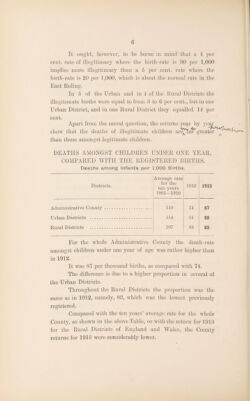 6
It ought, however, to be borne in mind that a 4 per
cent. rate of illegitimacy where the birth-rate is 30 per 1,000
implies more illegitimacy than a 5 per cent. rate where the
birth-rate is 20 per 1,000, which is about the normal rate in the
East Riding.
In 5 of the Urban and in 4 of the Rural Districts the
illegitimate births were equal to from 5 to 6 per cent., but in one
Urban District, and in one Rural District they equalled 14 per
cent.
Apart from the moral question, the returns year by year
show that the deaths of illegitimate children are far greater
than those amongst legitimate children.
DEATHS AMONGST CHILDREN UNDER ONE YEAR,
COMPARED WITH THE REGISTERED BIRTHS.
Deaths among infants per 1,000 Births.
Districts. Average rate for the ten years 1901-1910 1912 1913
Administrative County 110 74 87
Urban Districts 114
Rural Districts 107 83
For the whole Administrative County the death-rate
amongst children under one year of age was rather higher than
in 1912.
It was 87 per thousand births, as compared with 74.
The difference is due to a higher proportion in several of
the Urban Districts.
Throughout the Rural Districts the proportion was the
same as in 1912, namely, 83, which was the lowest previously
registered.
Compared with the ten years' average rate for the whole
County, as shown in the above Table, or with the return for 1913
for the Rural Districts of England and Wales, the County
returns for 1913 were considerably lower.